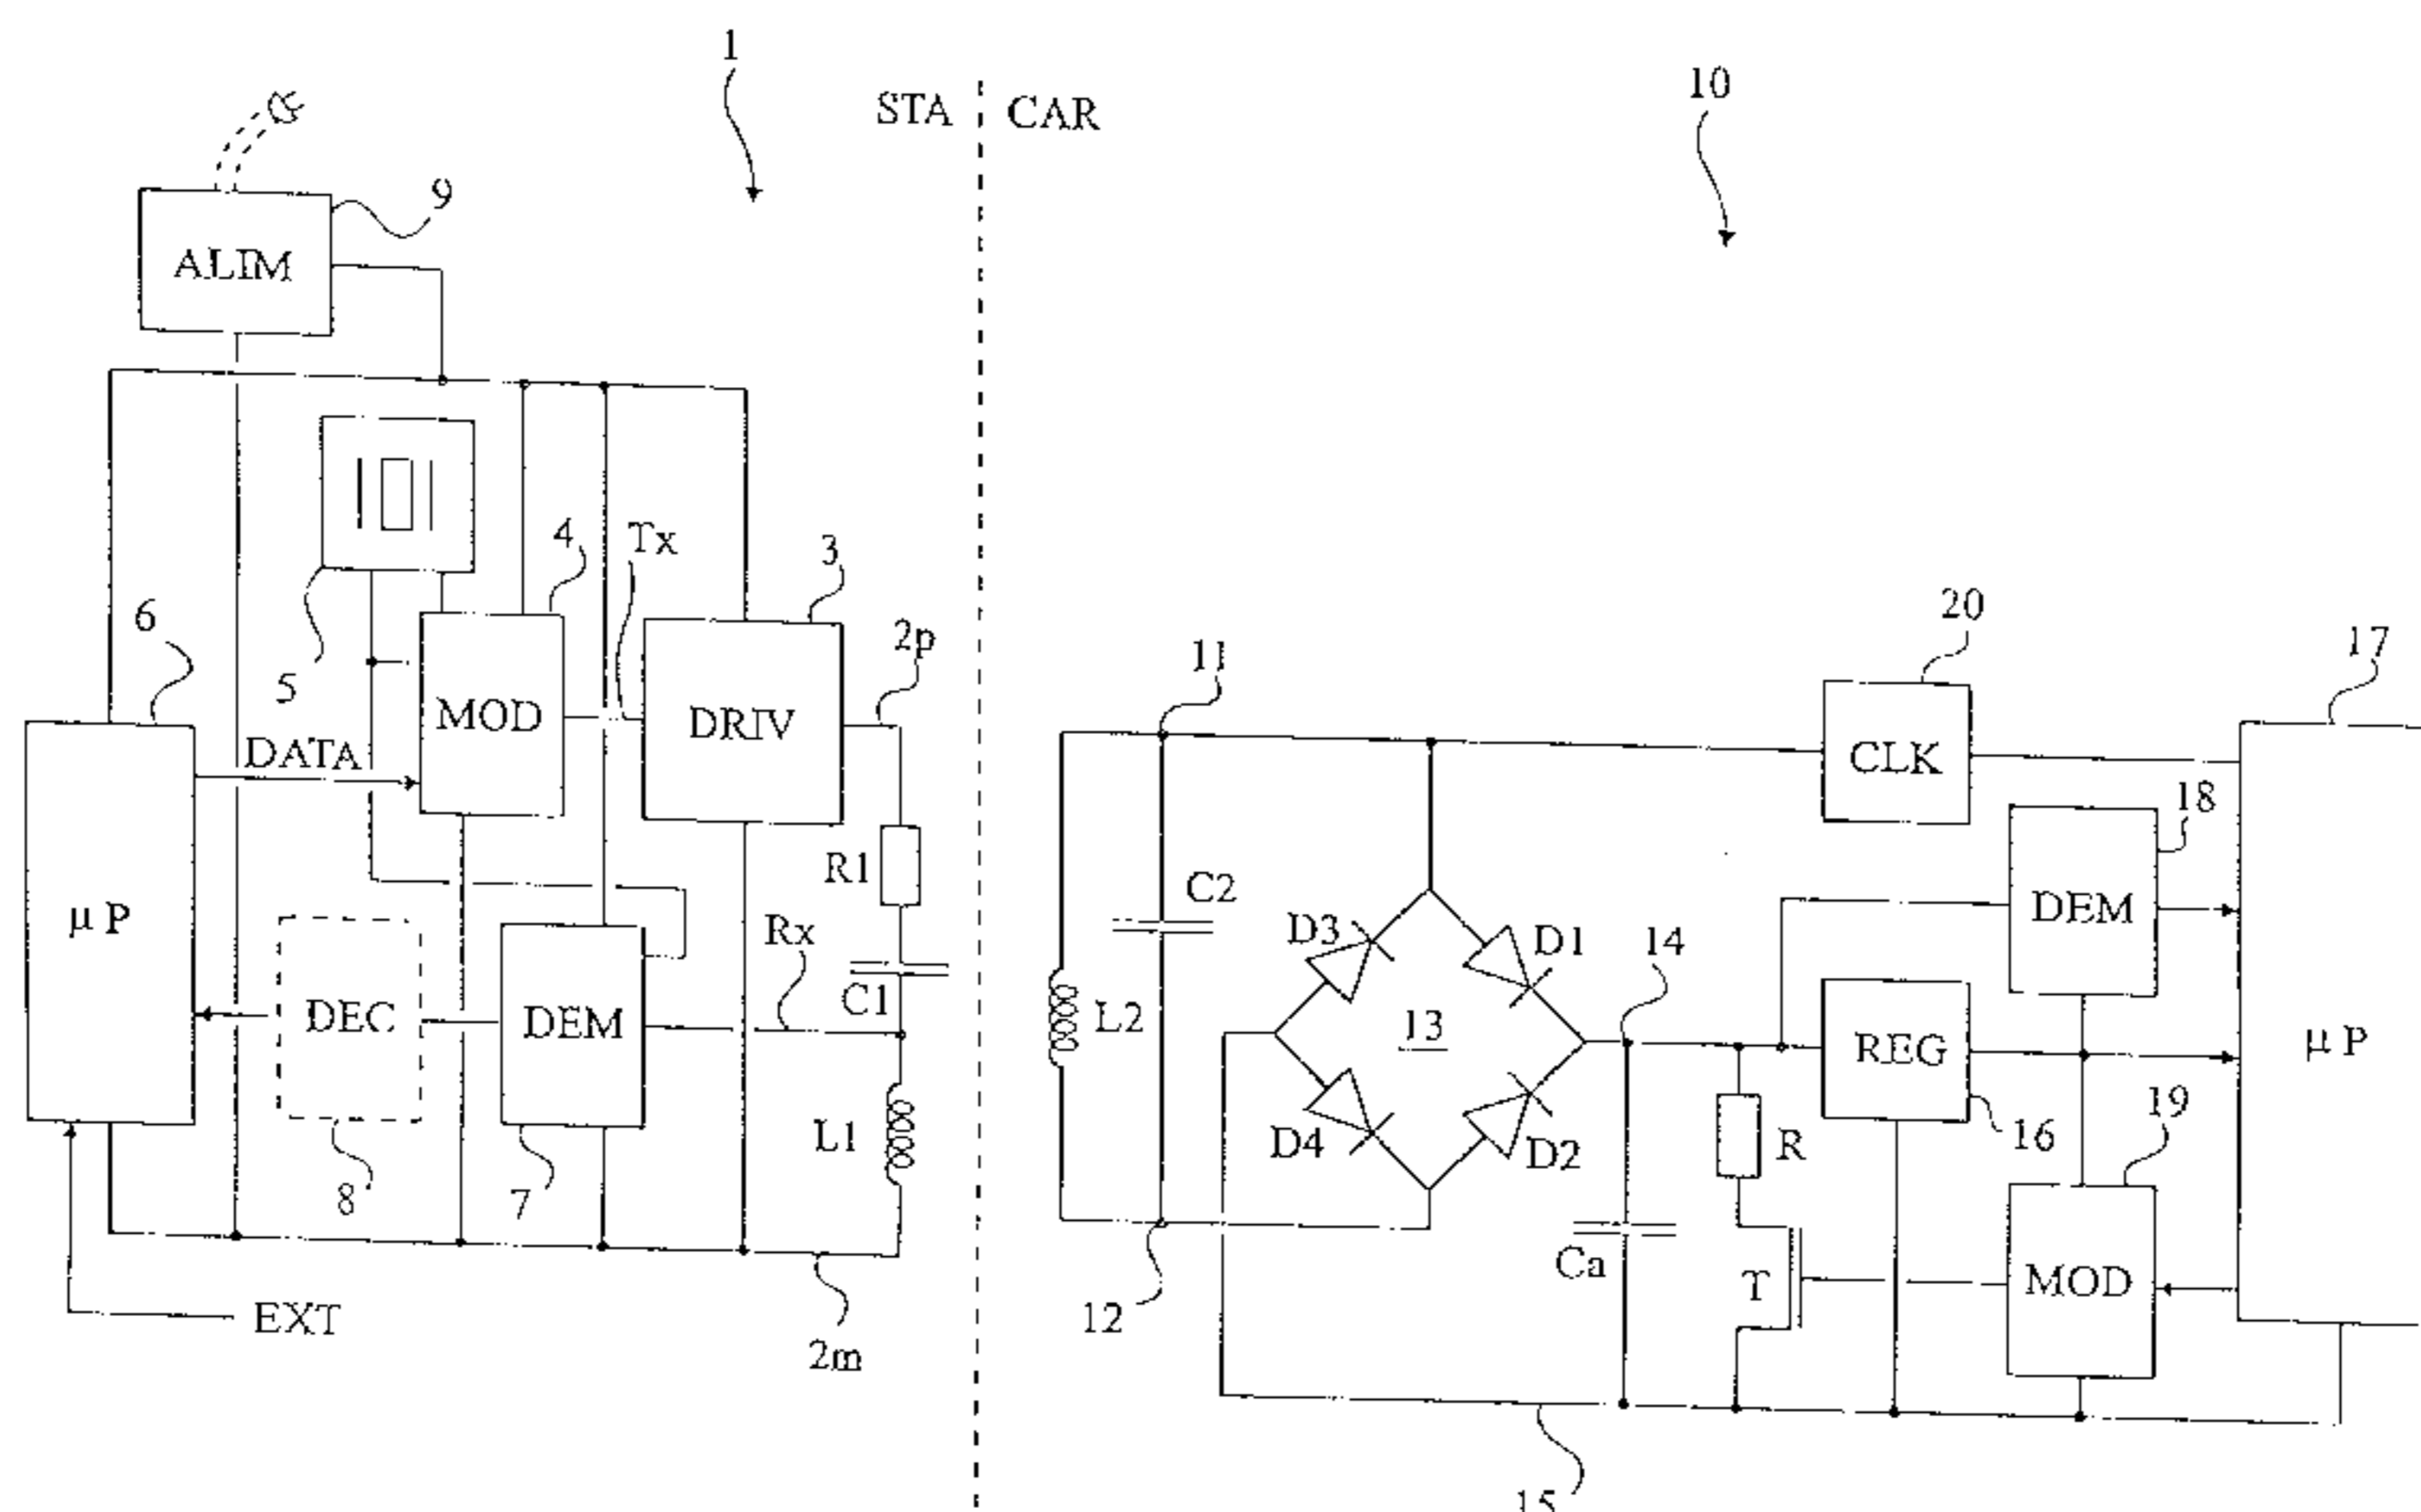 1
STA
CAR
10
9
ALIM
4
Tx
3
6
5
2p
11
20
17
MOD
DRIV
CLK
DATA
18
R1
C2
μ P
DEM
Rx
D3
D1
14
DEC
DEM
C1
L2
13
REG
μ P
L1
D4
D2
R
16
19
8
7
Ca
T
MOD
EXT
12
2m
15